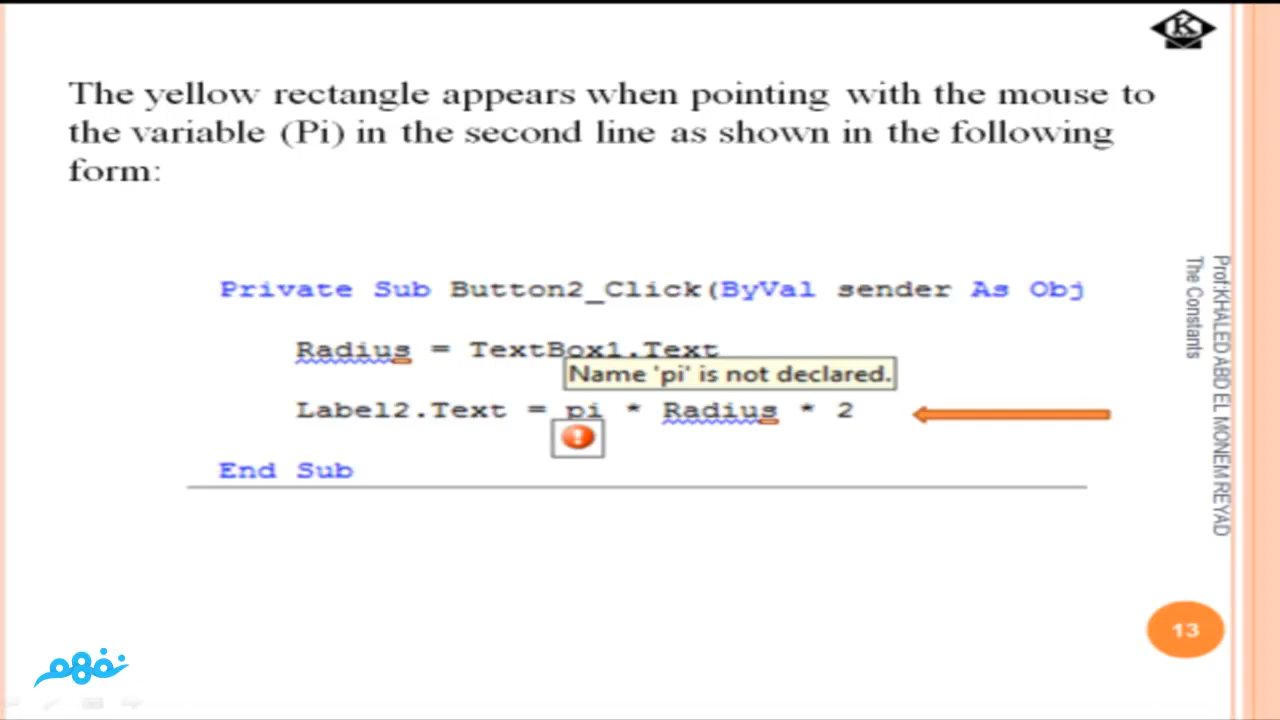 K
The yellow rectangle appears when pointing with the mouse to
the variable (Pi) in the second line as shown in the following
form:
Private Sub Button2_Click(ByVal sender As Obj
Radius = TextBox1.Text
Name 'pi' is not declared.
Label2.Text = pi * Radius * 2
End Sub
Prof:KHALED ABD EL MONEM REYAD
The Constants
13
نفهم